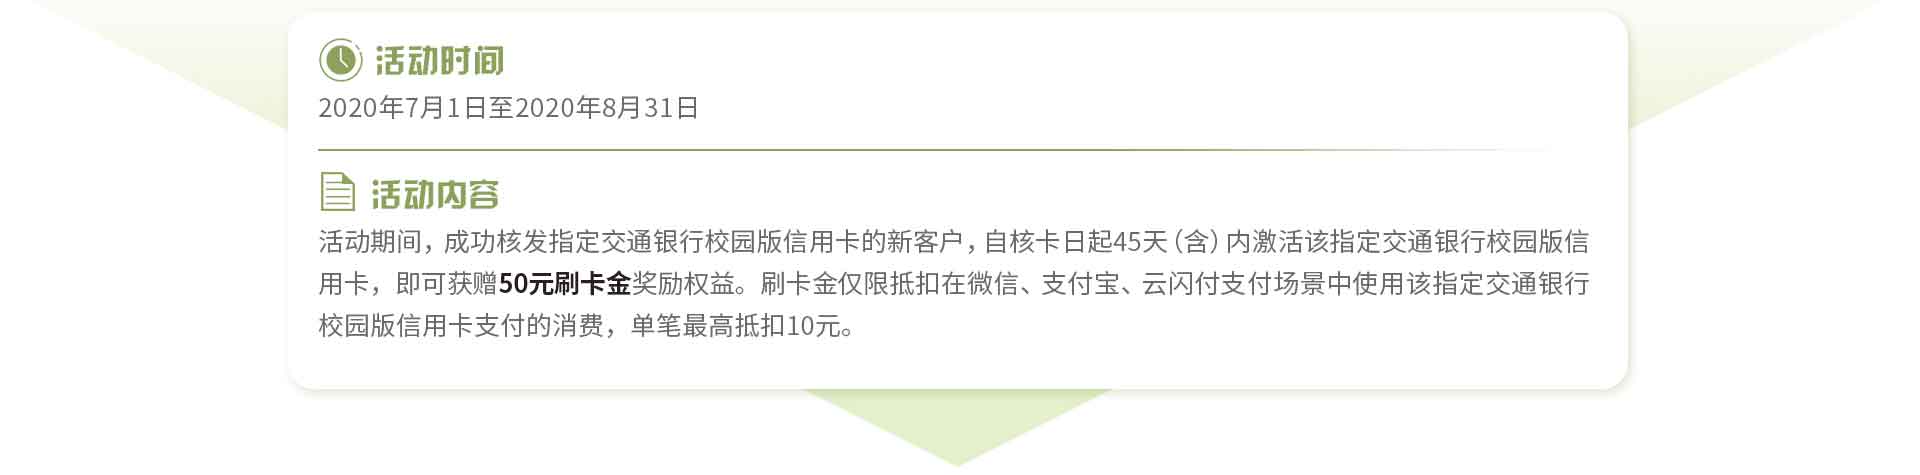 活动时间
2020年7月1日至2020年8月31日
活动内容
活动期间，成功核发指定交通银行校园版信用卡的新客户，自核卡日起45天（含）内激活该指定交通银行校园版信
用卡，即可获赠50元刷卡金奖励权益。刷卡金仅限抵扣在微信、支付宝、云闪付支付场景中使用该指定交通银行
校园版信用卡支付的消费，单笔最高抵扣10元。